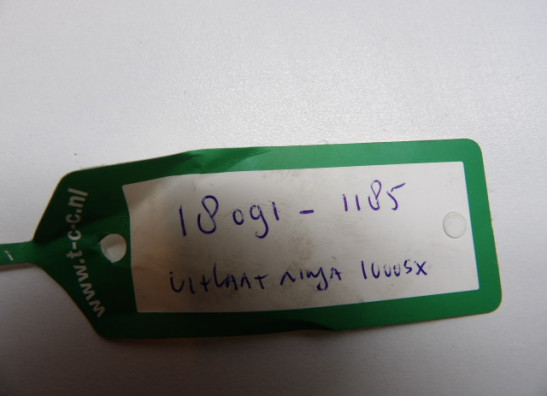 www.t-c-c.nl
18091 - 1185
uitlaat ninja 1000SX